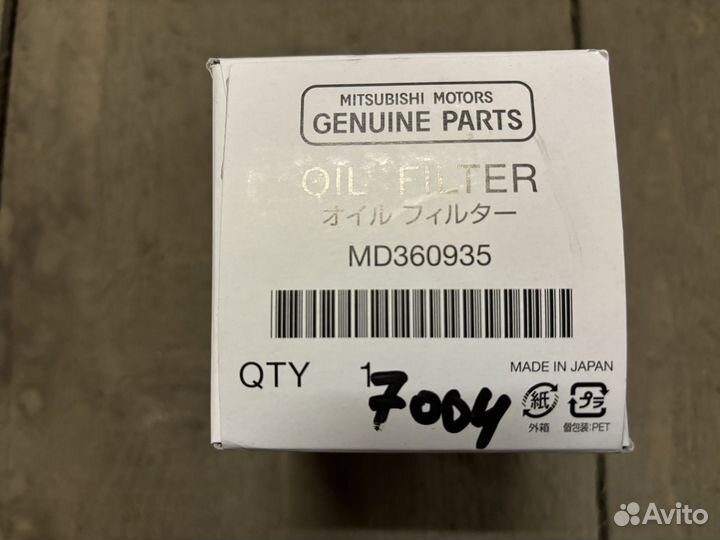 MITSUBISHI MOTORS
GENUINE PARTS
OIL FILTER
オイル フィルター
MD360935
QTY 1
7004
MADE IN JAPAN
紙
外箱
プラ
個包装:PET
Avito